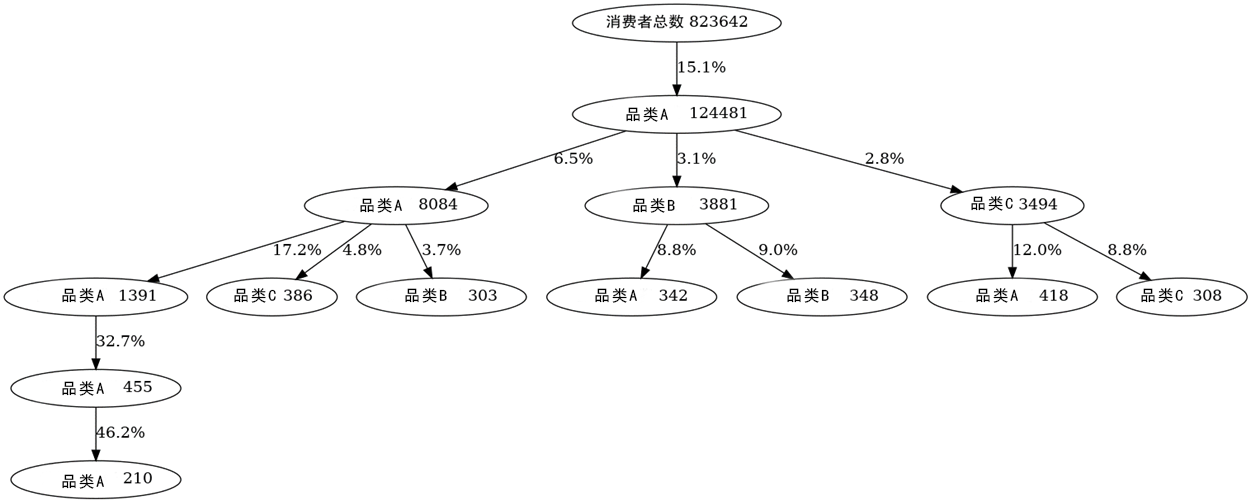 消费者总数 823642
15.1%
品类A 124481
6.5% 3.1% 2.8%
品类A 8084 品类B 3881 品类C 3494
17.2% 4.8% 3.7% 8.8% 9.0% 12.0% 8.8%
品类A 1391 品类C 386 品类B 303 品类A 342 品类B 348 品类A 418 品类C 308
32.7%
品类A 455
46.2%
品类A 210